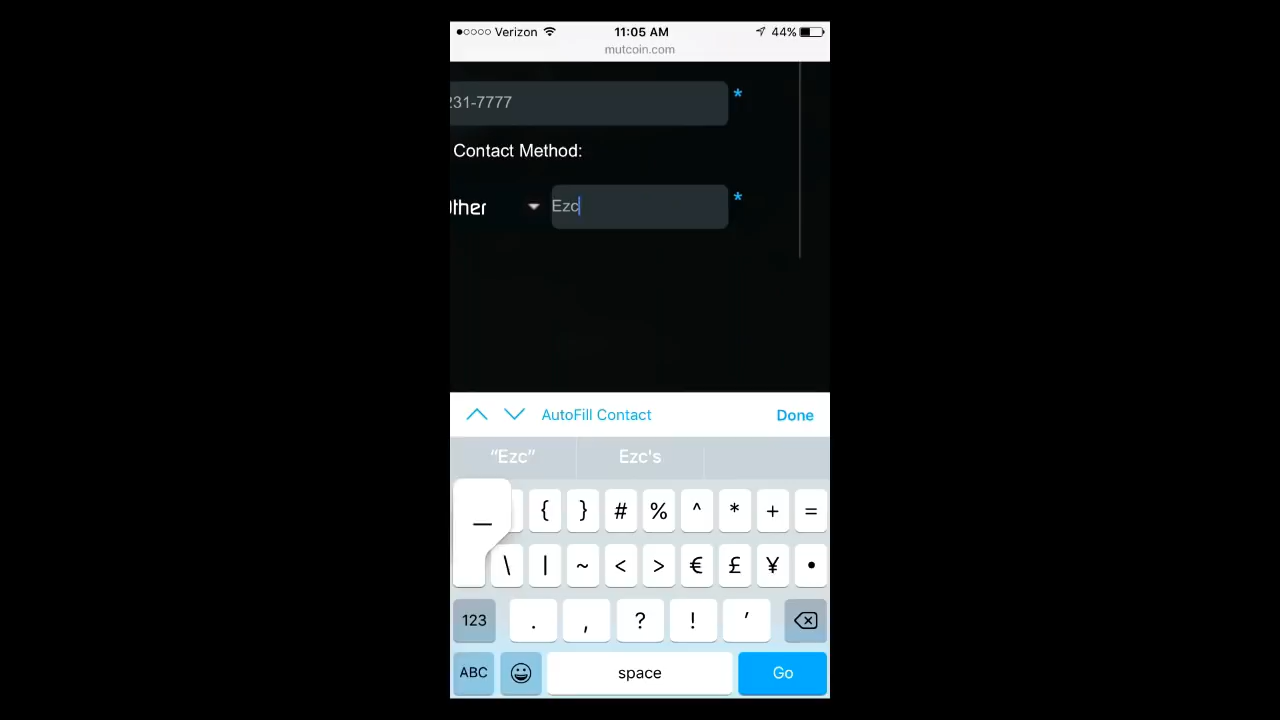 Verizon 11:05 AM 44%
mutcoin.com
231-7777 *
Contact Method:
Other Ezc *
AutoFill Contact Done
“Ezc” Ezc's
_ { } # % ^ * + =
\ | ~ < > € £ ¥ •
123 . , ? ! ’
ABC space Go